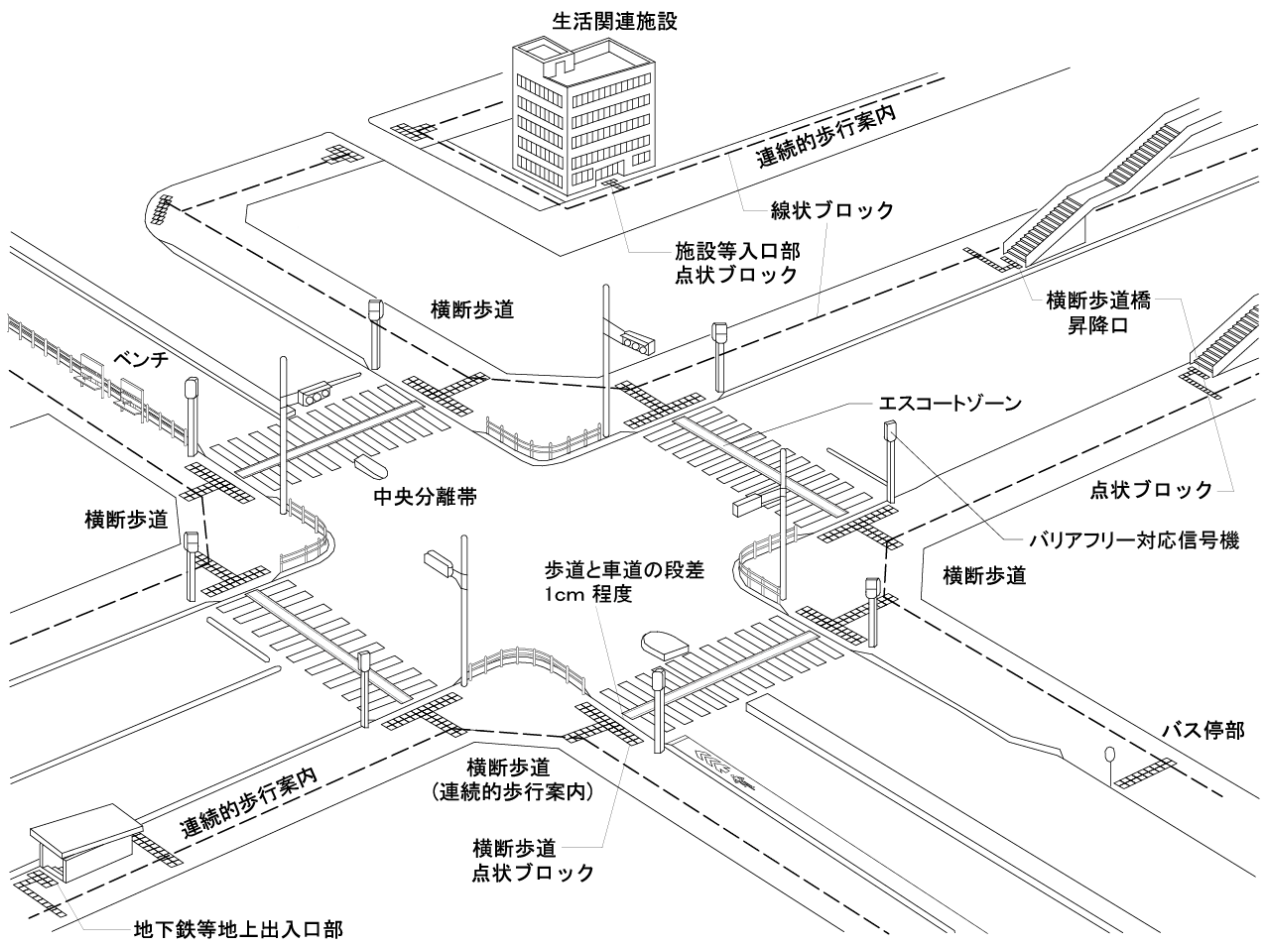 生活関連施設
連続的歩行案内
線状ブロック
施設等入口部
点状ブロック
横断歩道
横断歩道橋
昇降口
ベンチ
エスコートゾーン
中央分離帯
点状ブロック
横断歩道
バリアフリー対応信号機
歩道と車道の段差
1cm 程度
横断歩道
バス停部
横断歩道
(連続的歩行案内)
連続的歩行案内
横断歩道
点状ブロック
地下鉄等地上出入口部